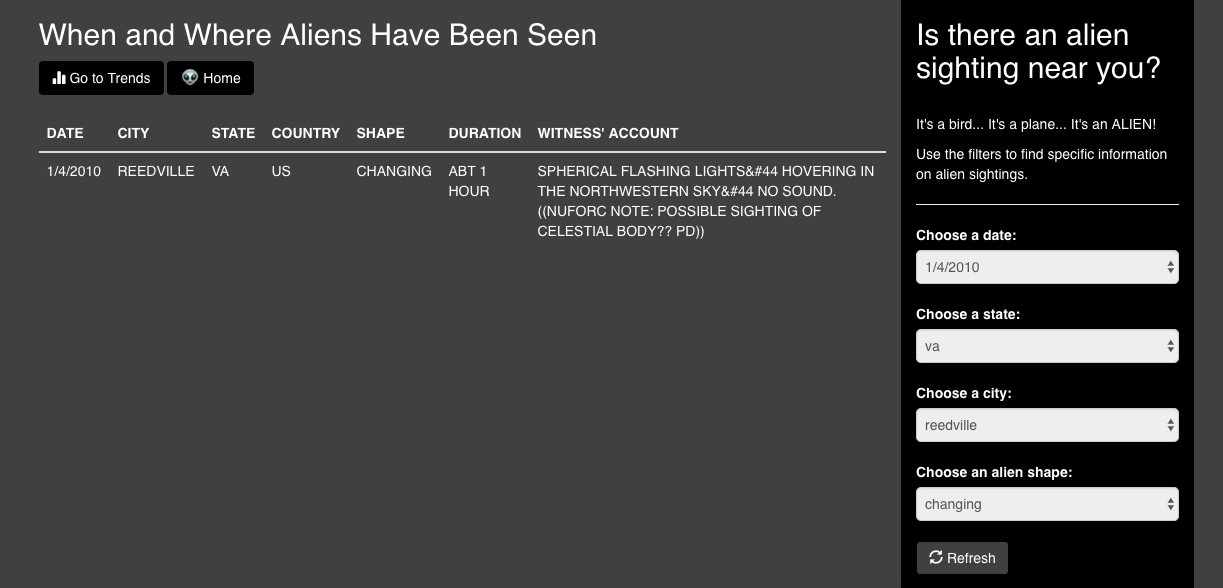 When and Where Aliens Have Been Seen
Go to Trends
Home
DATE CITY STATE COUNTRY SHAPE DURATION WITNESS' ACCOUNT
1/4/2010 REEDVILLE VA US CHANGING ABT 1 SPHERICAL FLASHING LIGHTS&#44 HOVERING IN
HOUR THE NORTHWESTERN SKY&#44 NO SOUND.
((NUFORC NOTE: POSSIBLE SIGHTING OF
CELESTIAL BODY?? PD))
Is there an alien
sighting near you?
It's a bird... It's a plane... It's an ALIEN!
Use the filters to find specific information
on alien sightings.
Choose a date:
1/4/2010
Choose a state:
va
Choose a city:
reedville
Choose an alien shape:
changing
Refresh